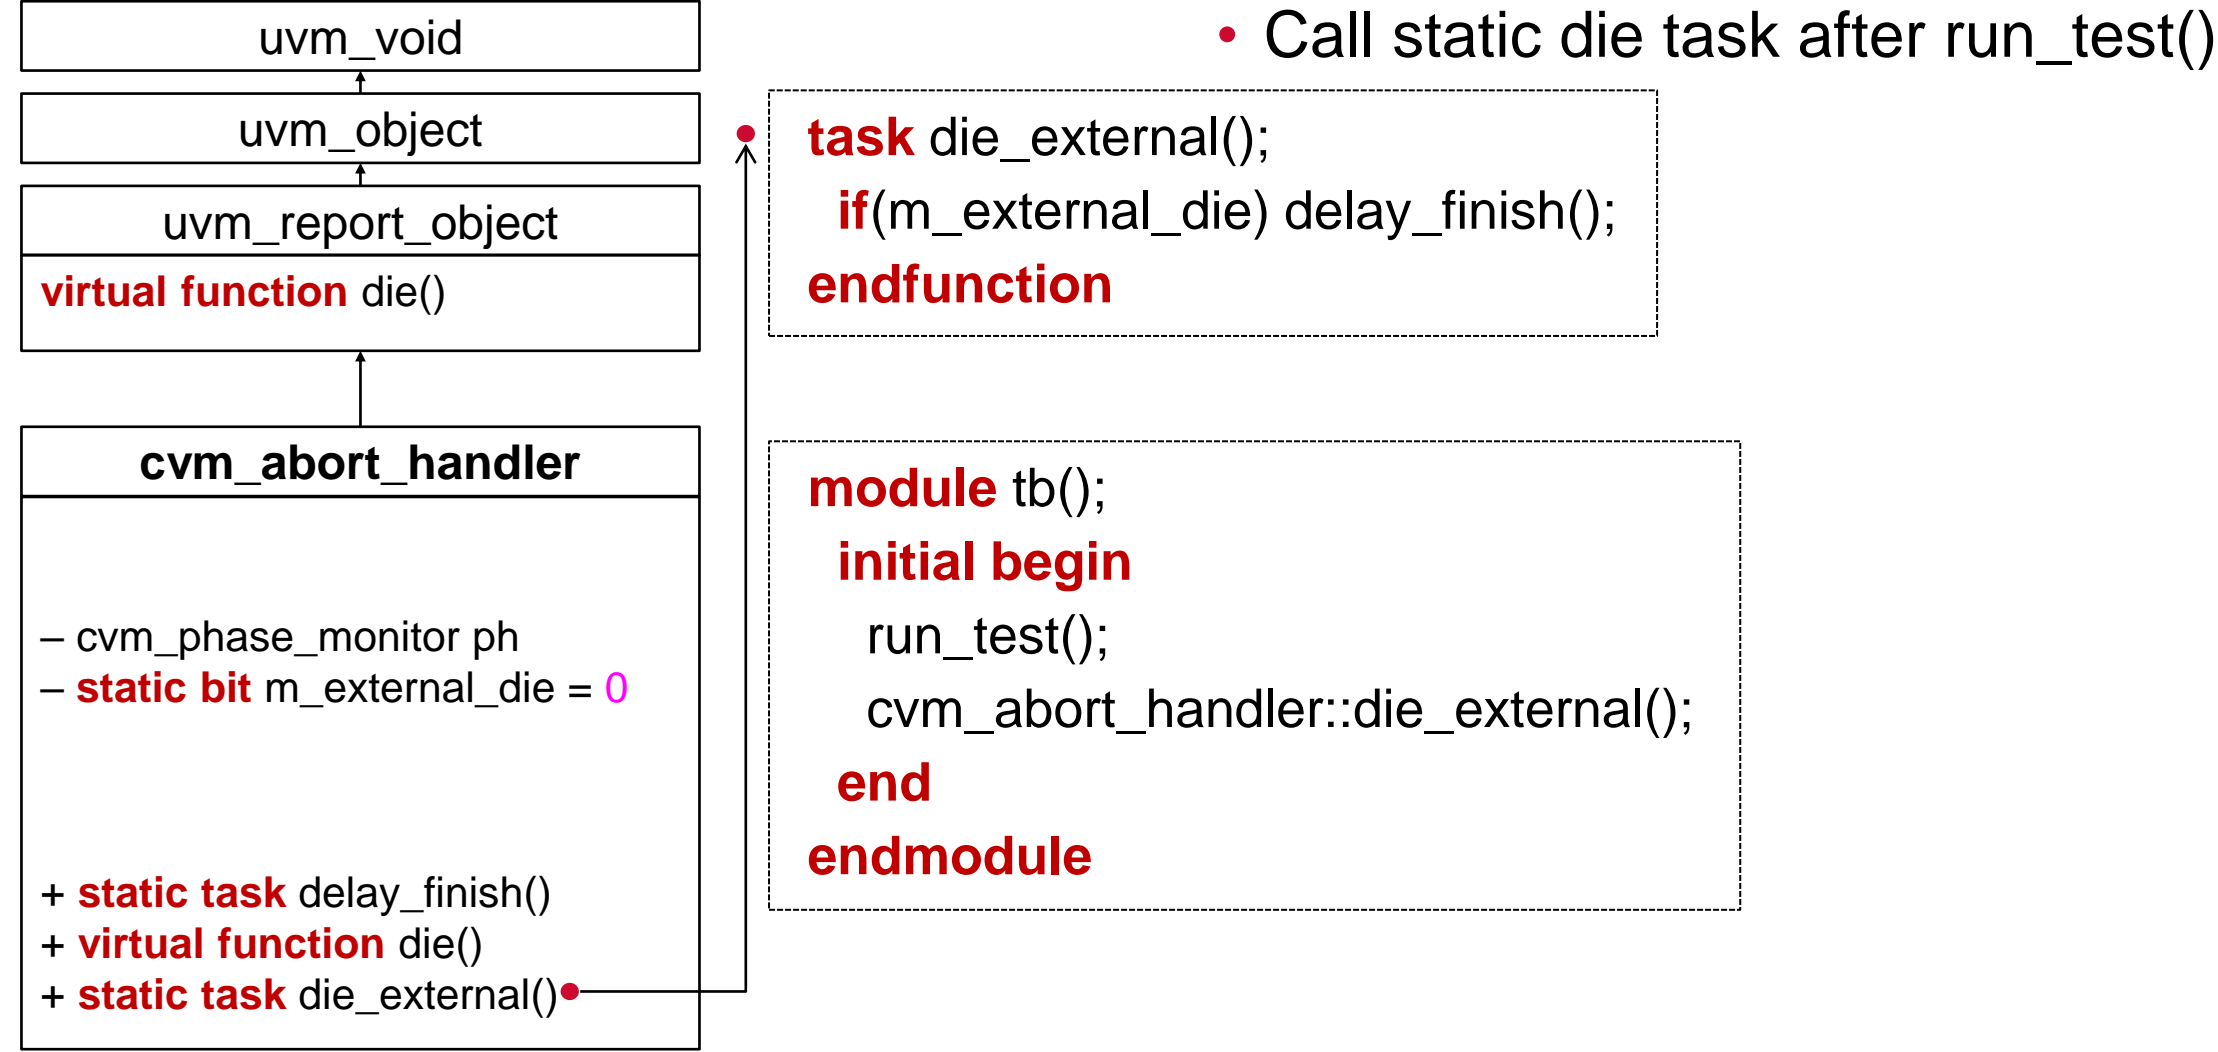 • Call static die task after run_test()
uvm_void
uvm_object
uvm_report_object
virtual function die()
cvm_abort_handler
– cvm_phase_monitor ph
– static bit m_external_die = 0
+ static task delay_finish()
+ virtual function die()
+ static task die_external()
task die_external();
if(m_external_die) delay_finish();
endfunction
module tb();
initial begin
run_test();
cvm_abort_handler::die_external();
end
endmodule